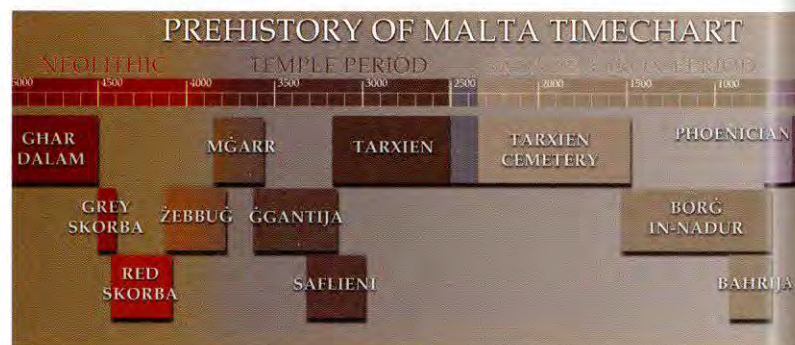 PREHISTORY OF MALTA TIMECHART
NEOLITHIC TEMPLE PERIOD PERIOD
5000 4500 4000 3500 3000 2500 2000 1500 1000
GHAR
DALAM
MĠARR
TARXIEN
TARXIEN
CEMETERY
PHOENICIAN
GREY
SKORBA
ŻEBBUĠ
ĠGANTIJA
BORĠ
IN-NADUR
RED
SKORBA
SAFLIENI
BAHRIJA